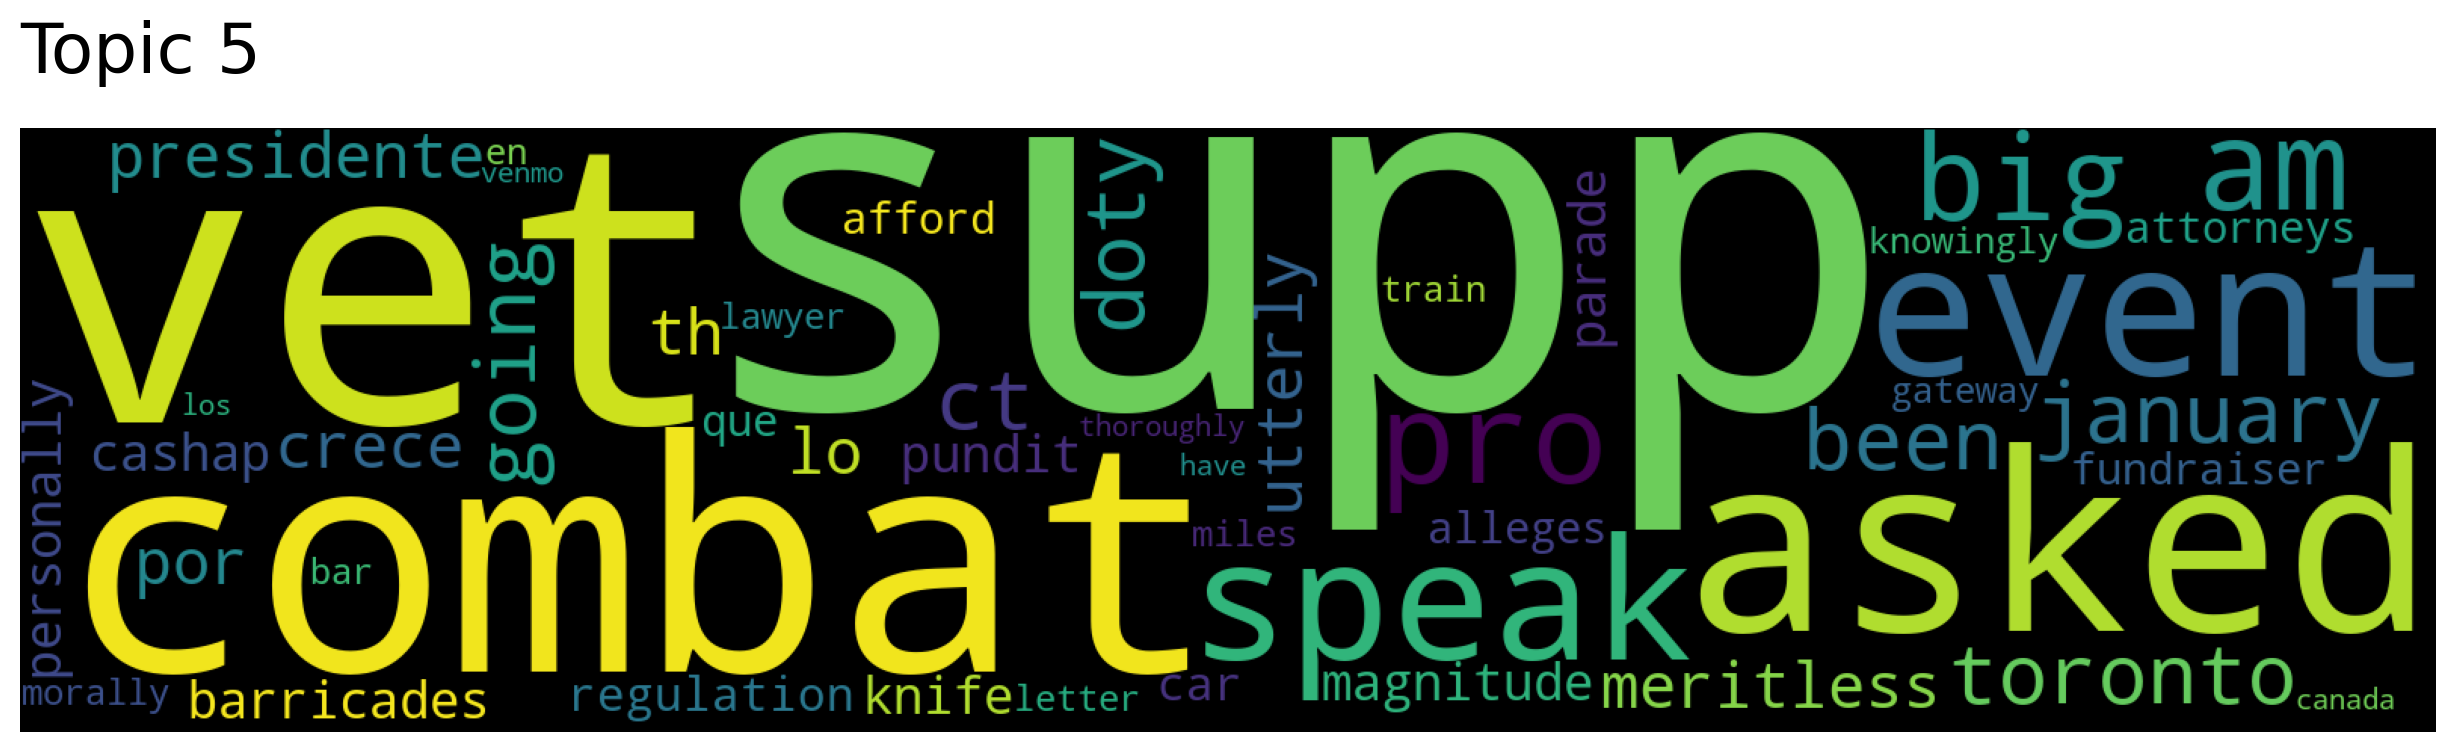 Topic 5
presidente
en
venmo
vet
supp
big
am
afford
doty
parade
attorneys
knowingly
going
th
lawyer
train
event
utterly
personally
los
cashap
crece
que
lo
ct
pundit
thoroughly
have
pro
gateway
january
been
fundraiser
combat
por
bar
miles
alleges
speak
asked
morally
barricades
regulation
knife
letter
car
magnitude
meritless
toronto
canada